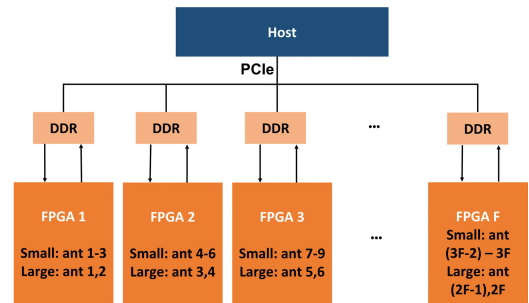 Host
PCIe
DDR
DDR
DDR
...
DDR
FPGA 1
Small: ant 1-3
Large: ant 1,2
FPGA 2
Small: ant 4-6
Large: ant 3,4
FPGA 3
Small: ant 7-9
Large: ant 5,6
...
FPGA F
Small: ant
(3F-2) – 3F
Large: ant
(2F-1),2F